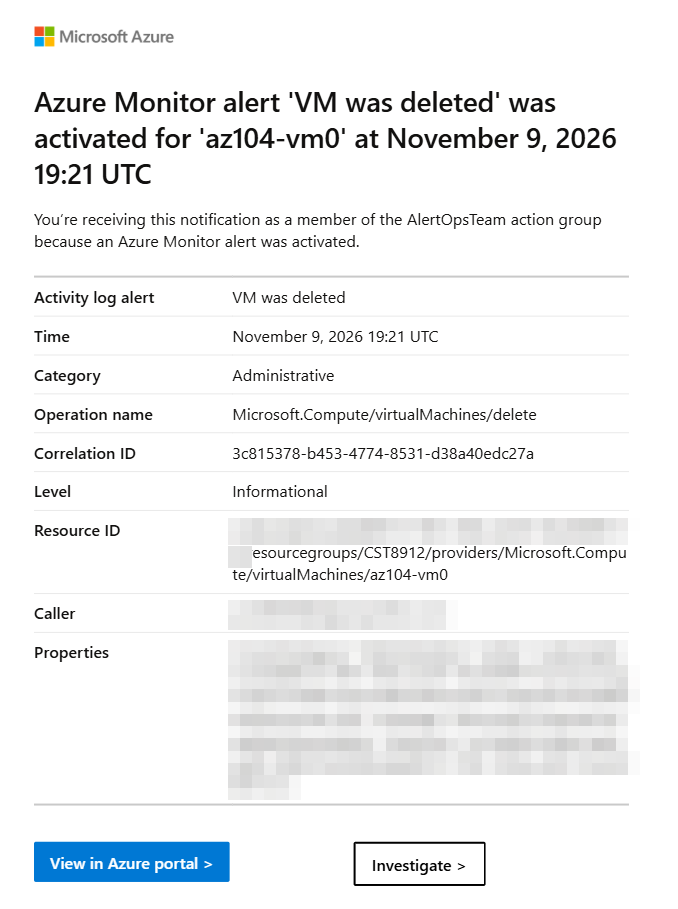 Microsoft Azure
Azure Monitor alert 'VM was deleted' was
activated for 'az104-vm0' at November 9, 2026
19:21 UTC
You’re receiving this notification as a member of the AlertOpsTeam action group
because an Azure Monitor alert was activated.
Activity log alert VM was deleted
Time November 9, 2026 19:21 UTC
Category Administrative
Operation name Microsoft.Compute/virtualMachines/delete
Correlation ID 3c815378-b453-4774-8531-d38a40edc27a
Level Informational
Resource ID
esourcegroups/CST8912/providers/Microsoft.Compu
te/virtualMachines/az104-vm0
Caller
Properties
View in Azure portal > Investigate >